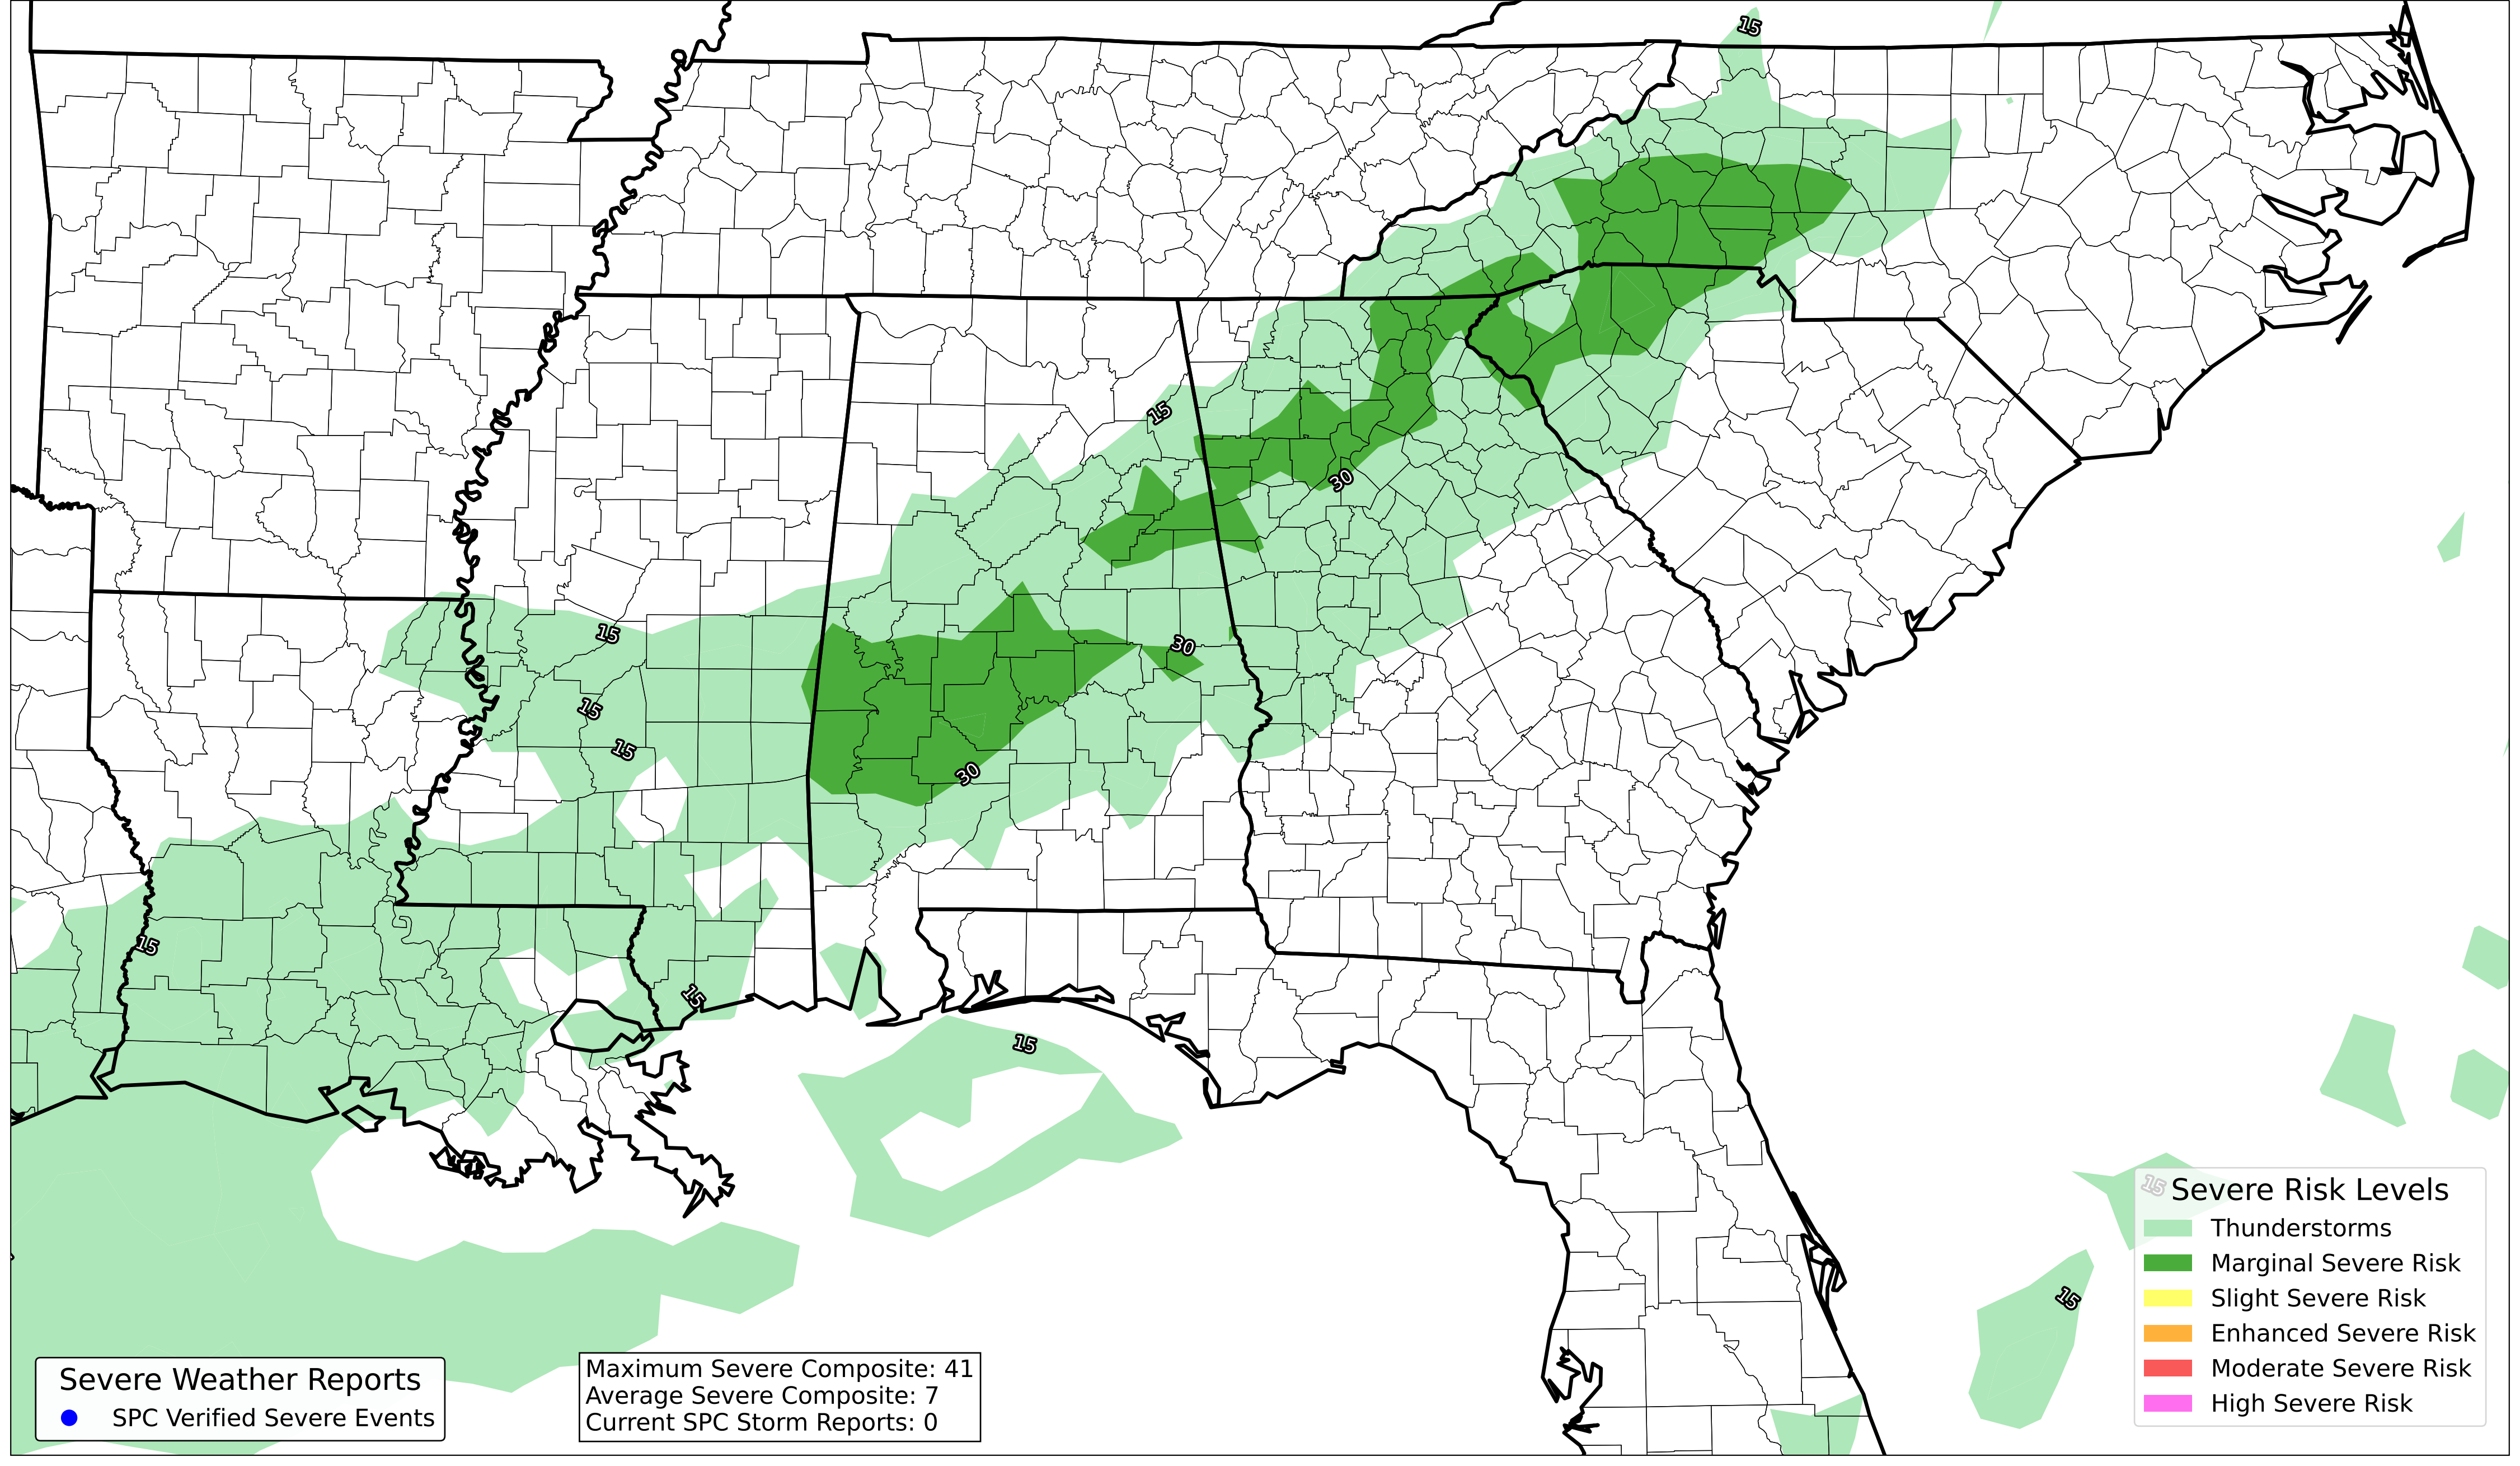 15
15
30
15
30
15
15
30
15
15
15
15
Severe Risk Levels
Thunderstorms
15
Marginal Severe Risk
Slight Severe Risk
Enhanced Severe Risk
Moderate Severe Risk
High Severe Risk
Severe Weather Reports
SPC Verified Severe Events
Maximum Severe Composite: 41
Average Severe Composite: 7
Current SPC Storm Reports: 0